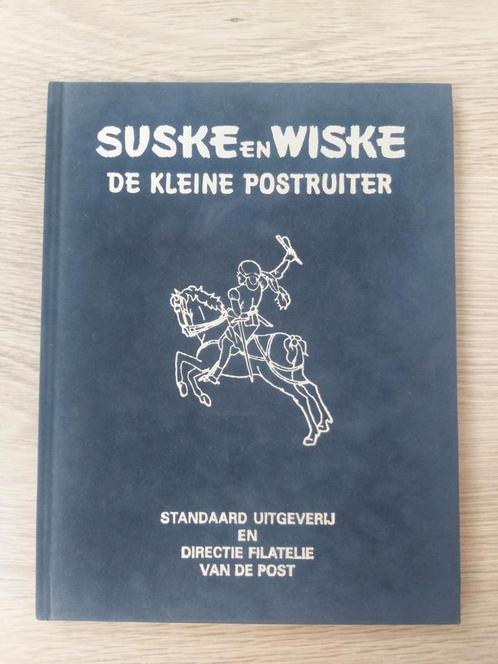 SUSKE EN WISKE
DE KLEINE POSTRUITER
STANDAARD UITGEVERIJ
EN
DIRECTIE FILATELIE
VAN DE POST